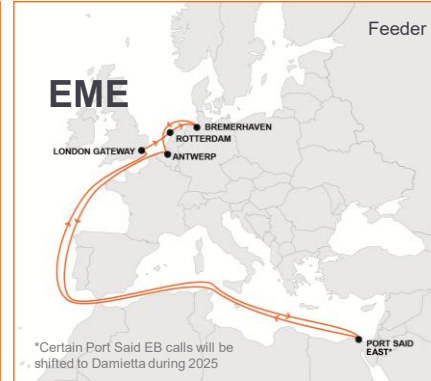 Feeder
EME
BREMERHAVEN
ROTTERDAM
LONDON GATEWAY
ANTWERP
PORT SAID
EAST*
*Certain Port Said EB calls will be
shifted to Damietta during 2025